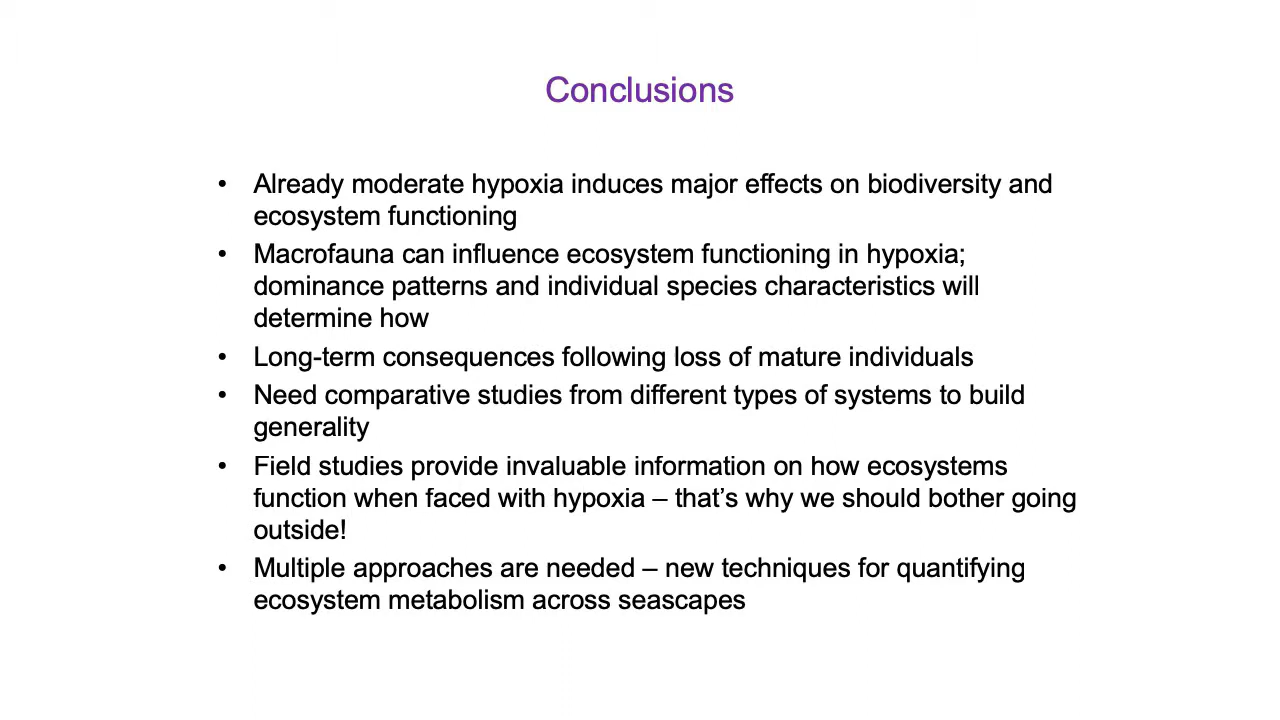 Conclusions
• Already moderate hypoxia induces major effects on biodiversity and
ecosystem functioning
• Macrofauna can influence ecosystem functioning in hypoxia;
dominance patterns and individual species characteristics will
determine how
• Long-term consequences following loss of mature individuals
• Need comparative studies from different types of systems to build
generality
• Field studies provide invaluable information on how ecosystems
function when faced with hypoxia – that’s why we should bother going
outside!
• Multiple approaches are needed – new techniques for quantifying
ecosystem metabolism across seascapes